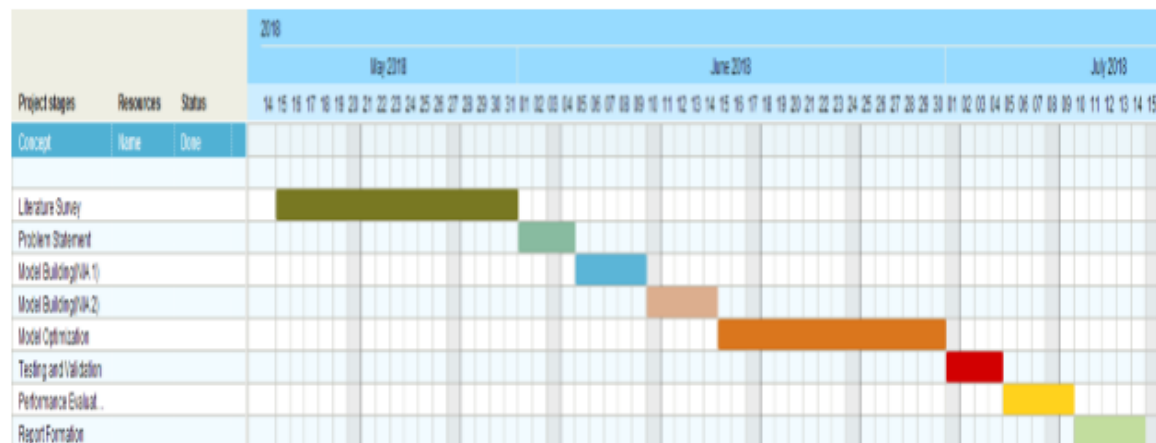 2018
May 2018 June 2018 July 2018
Project stages Resources Status 14 15 16 17 18 19 20 21 22 23 24 25 26 27 28 29 30 31 01 02 03 04 05 06 07 08 09 10 11 12 13 14 15 16 17 18 19 20 21 22 23 24 25 26 27 28 29 30 01 02 03 04 05 06 07 08 09 10 11 12 13 14 15
Concept Name Done
Literature Survey
Problem Statement
Model Building(NIA 1)
Model Building(NIA 2)
Model Optimization
Testing and Validation
Performance Evaluat...
Report Formation